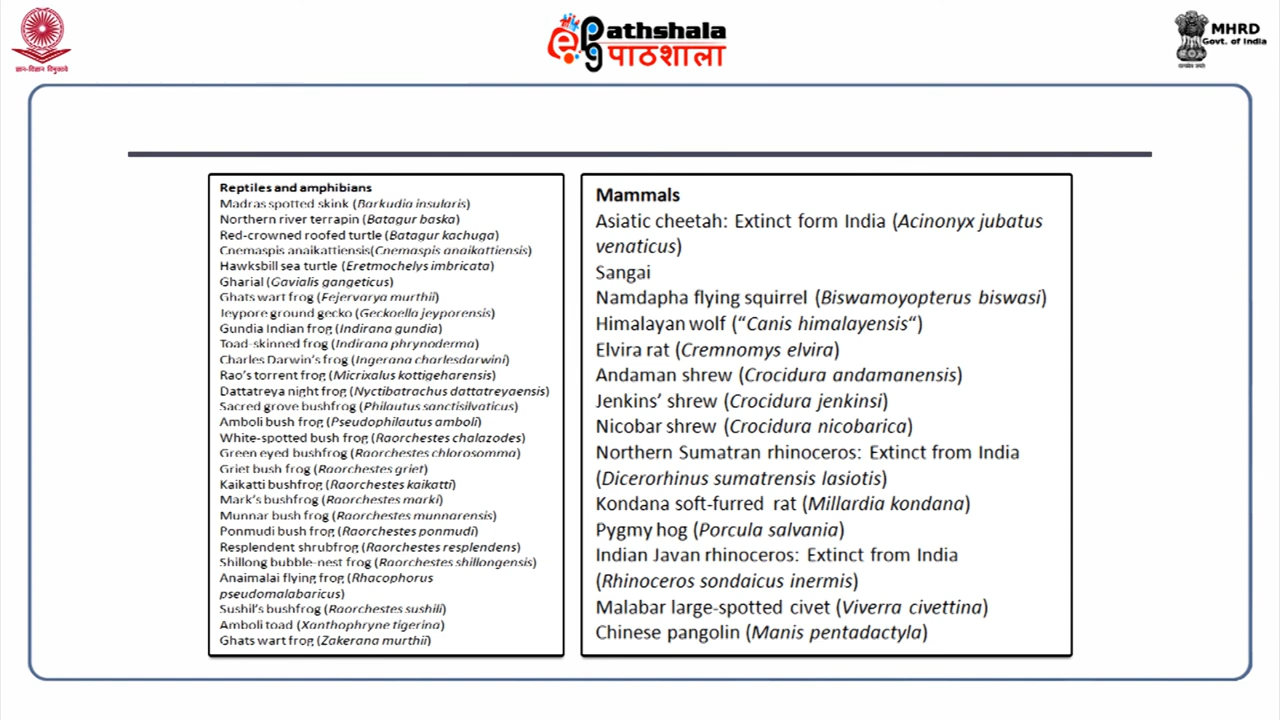 ज्ञान-विज्ञान विमुक्तये
Pathshala
पाठशाला
MHRD
Govt. of India
सत्यमेव जयते
Reptiles and amphibians
Madras spotted skink (Barkudia insularis)
Northern river terrapin (Batagur baska)
Red-crowned roofed turtle (Batagur kachuga)
Cnemaspis anaikattiensis(Cnemaspis anaikattiensis)
Hawksbill sea turtle (Eretmochelys imbricata)
Gharial (Gavialis gangeticus)
Ghats wart frog (Fejervarya murthii)
Jeypore ground gecko (Geckoella jeyporensis)
Gundia Indian frog (Indirana gundia)
Toad-skinned frog (Indirana phrynoderma)
Charles Darwin's frog (Ingerana charlesdarwini)
Rao's torrent frog (Micrixalus kottigeharensis)
Dattatreya night frog (Nyctibatrachus dattatreyaensis)
Sacred grove bushfrog (Philautus sanctisilvaticus)
Amboli bush frog (Pseudophilautus amboli)
White-spotted bush frog (Raorchestes chalazodes)
Green eyed bushfrog (Raorchestes chlorosomma)
Griet bush frog (Raorchestes griet)
Kaikatti bushfrog (Raorchestes kaikatti)
Mark's bushfrog (Raorchestes marki)
Munnar bush frog (Raorchestes munnarensis)
Ponmudi bush frog (Raorchestes ponmudi)
Resplendent shrubfrog (Raorchestes resplendens)
Shillong bubble-nest frog (Raorchestes shillongensis)
Anaimalai flying frog (Rhacophorus
pseudomalabaricus)
Sushil's bushfrog (Raorchestes sushili)
Amboli toad (Xanthophryne tigerina)
Ghats wart frog (Zakerana murthii)
Mammals
Asiatic cheetah: Extinct form India (Acinonyx jubatus
venaticus)
Sangai
Namdapha flying squirrel (Biswamoyopterus biswasi)
Himalayan wolf (“Canis himalayensis“)
Elvira rat (Cremnomys elvira)
Andaman shrew (Crocidura andamanensis)
Jenkins’ shrew (Crocidura jenkinsi)
Nicobar shrew (Crocidura nicobarica)
Northern Sumatran rhinoceros: Extinct from India
(Dicerorhinus sumatrensis lasiotis)
Kondana soft-furred rat (Millardia kondana)
Pygmy hog (Porcula salvania)
Indian Javan rhinoceros: Extinct from India
(Rhinoceros sondaicus inermis)
Malabar large-spotted civet (Viverra civettina)
Chinese pangolin (Manis pentadactyla)